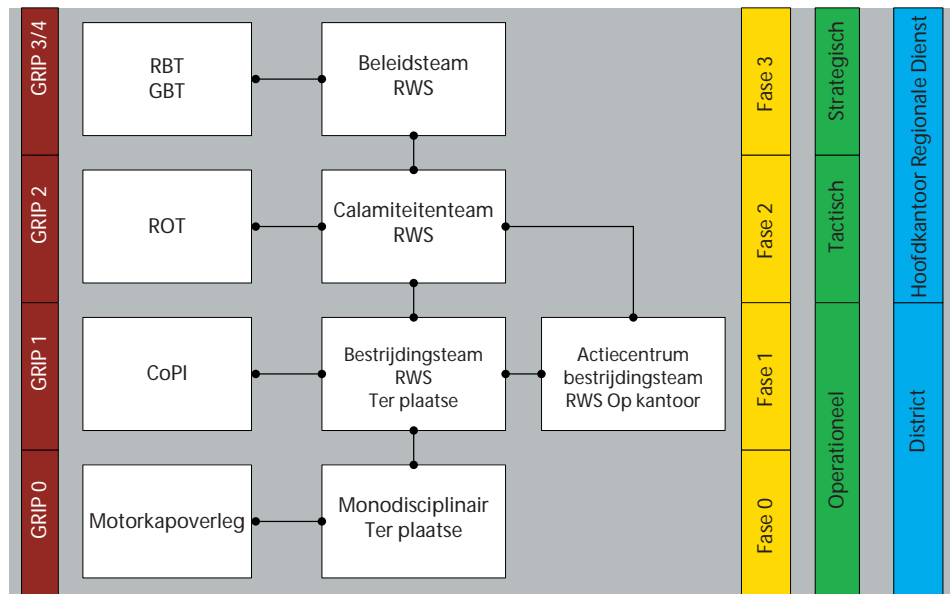 GRIP 3/4
RBT
GBT
Beleidsteam
RWS
Fase 3
Strategisch
Hoofdkantoor Regionale Dienst
GRIP 2
ROT
Calamiteitenteam
RWS
Fase 2
Tactisch
GRIP 1
CoPI
Bestrijdingsteam
RWS
Ter plaatse
Actiecentrum
bestrijdingsteam
RWS Op kantoor
Fase 1
Operationeel
District
GRIP 0
Motorkapoverleg
Monodisciplinair
Ter plaatse
Fase 0